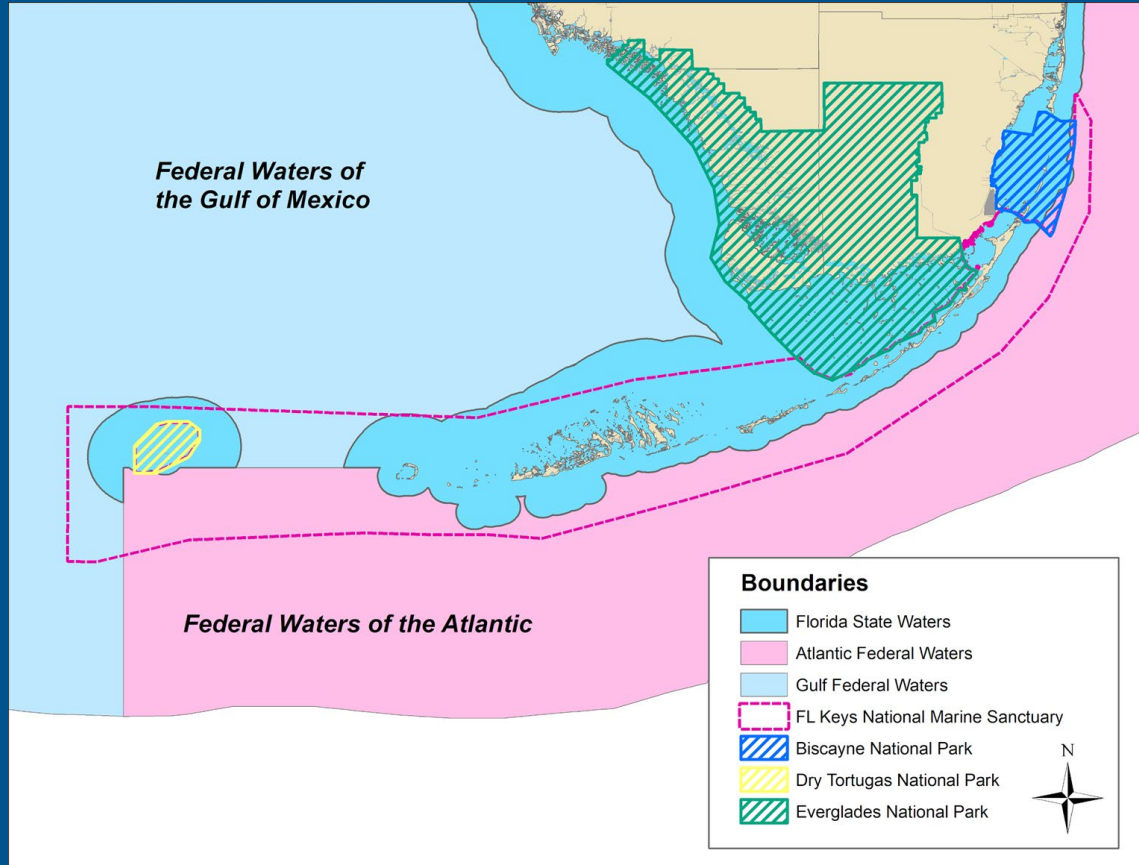 Federal Waters of
the Gulf of Mexico
Federal Waters of the Atlantic
Boundaries
Florida State Waters
Atlantic Federal Waters
Gulf Federal Waters
FL Keys National Marine Sanctuary
Biscayne National Park
Dry Tortugas National Park
Everglades National Park
N